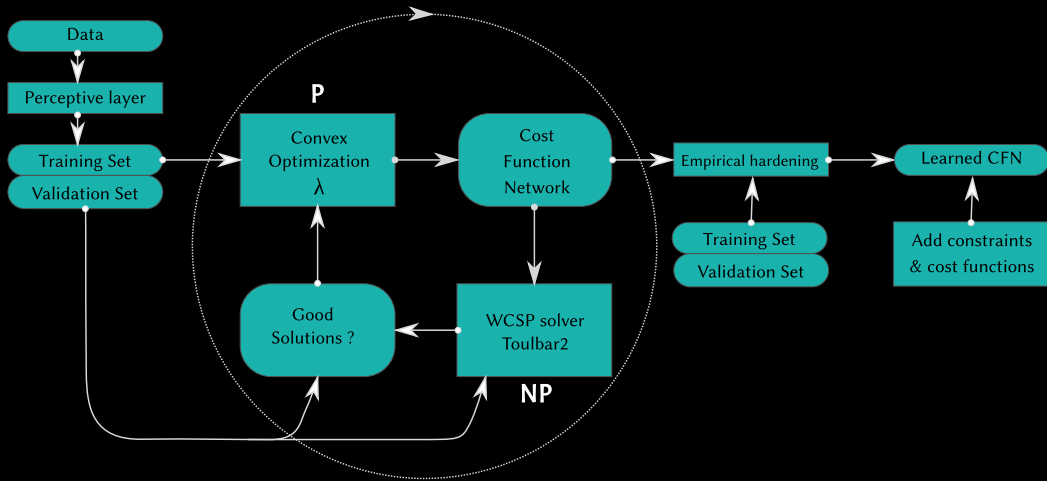 Data
Perceptive layer
Training Set
Validation Set
P
Convex
Optimization
λ
Cost
Function
Network
Good
Solutions ?
WCSP solver
Toulbar2
NP
Empirical hardening
Training Set
Validation Set
Learned CFN
Add constraints
& cost functions